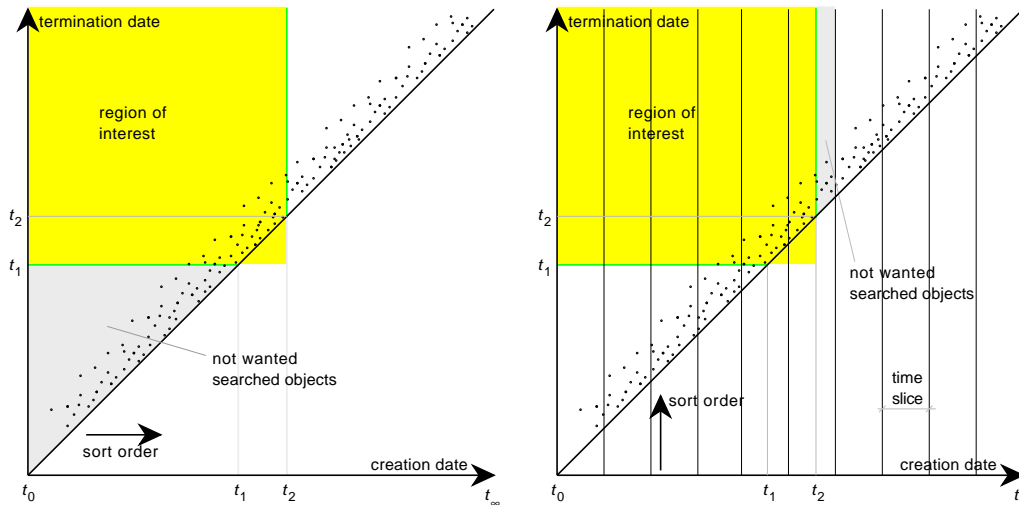 termination date
region of
interest
t2
t1
not wanted
searched objects
sort order
creation date
t0
t1
t2
t∞
termination date
region of
interest
t2
t1
not wanted
searched objects
time
slice
sort order
creation date
t0
t1
t2
t